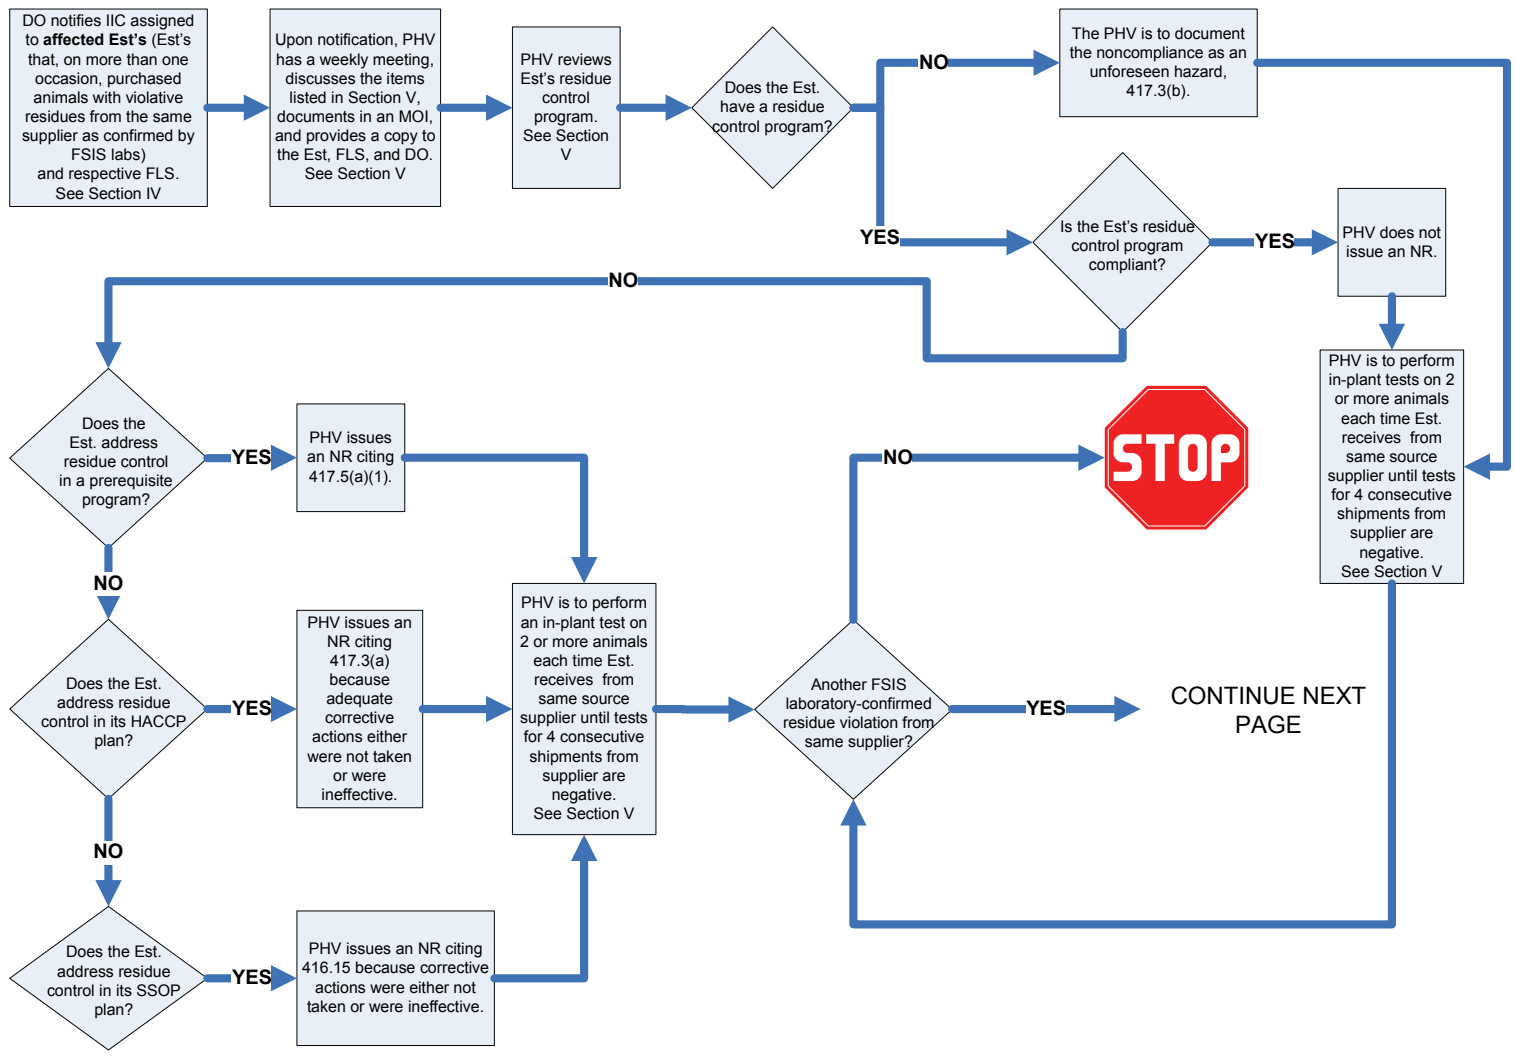 DO notifies IIC assigned
to affected Est's (Est's
that, on more than one
occasion, purchased
animals with violative
residues from the same
supplier as confirmed by
FSIS labs)
and respective FLS.
See Section IV
Upon notification, PHV
has a weekly meeting,
discusses the items
listed in Section V,
documents in an MOI,
and provides a copy to
the Est, FLS, and DO.
See Section V
PHV reviews
Est's residue
control
program.
See Section
V
Does the Est.
have a residue
control program?
NO
The PHV is to document
the noncompliance as an
unforeseen hazard,
417.3(b).
YES
Is the Est's residue
control program
compliant?
YES
PHV does not
issue an NR.
NO
PHV is to perform
in-plant tests on 2
or more animals
each time Est.
receives from
same source
supplier until tests
for 4 consecutive
shipments from
supplier are
negative.
See Section V
Does the
Est. address
residue control
in a prerequisite
program?
YES
PHV issues
an NR citing
417.5(a)(1).
NO
STOP
NO
Does the Est.
address residue
control in its HACCP
plan?
YES
PHV issues an
NR citing
417.3(a)
because
adequate
corrective
actions either
were not taken
or were
ineffective.
PHV is to perform
an in-plant test on
2 or more animals
each time Est.
receives from
same source
supplier until tests
for 4 consecutive
shipments from
supplier are
negative.
See Section V
Another FSIS
laboratory-confirmed
residue violation from
same supplier?
YES
CONTINUE NEXT
PAGE
NO
Does the Est.
address residue
control in its SSOP
plan?
YES
PHV issues an NR citing
416.15 because corrective
actions were either not
taken or were ineffective.